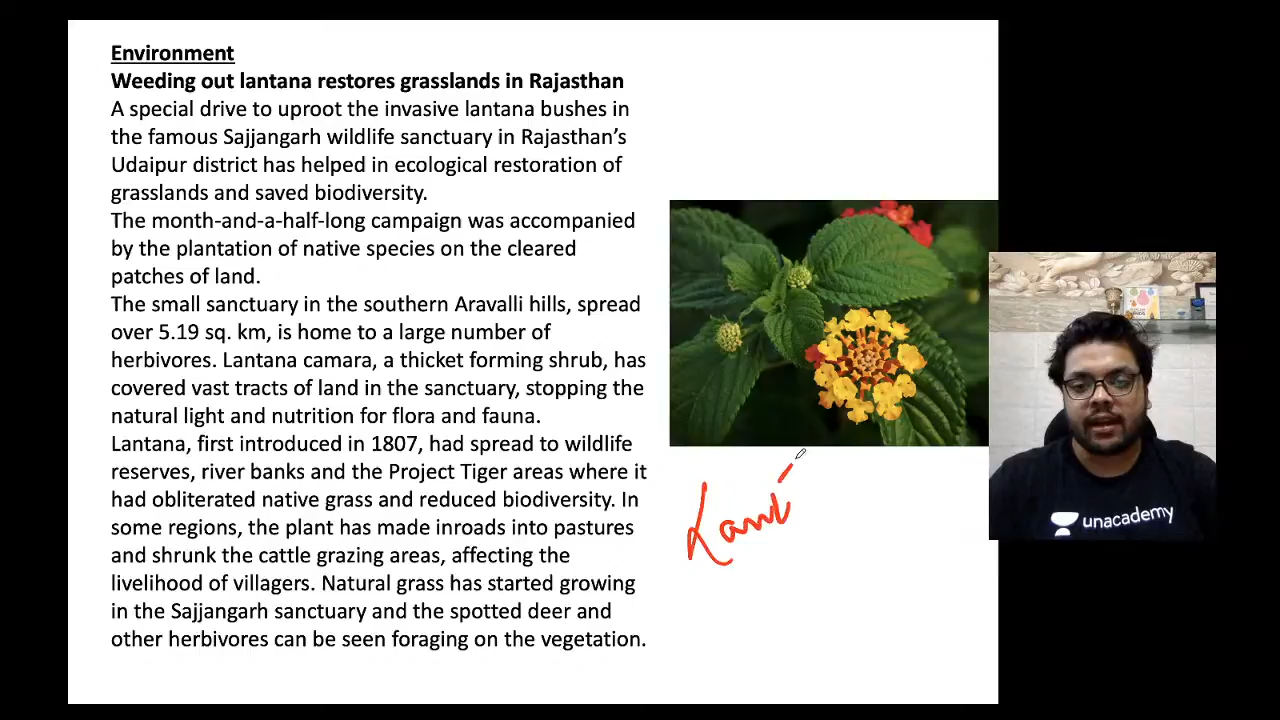 Environment
Weeding out lantana restores grasslands in Rajasthan
A special drive to uproot the invasive lantana bushes in
the famous Sajjangarh wildlife sanctuary in Rajasthan’s
Udaipur district has helped in ecological restoration of
grasslands and saved biodiversity.
The month-and-a-half-long campaign was accompanied
by the plantation of native species on the cleared
patches of land.
The small sanctuary in the southern Aravalli hills, spread
over 5.19 sq. km, is home to a large number of
herbivores. Lantana camara, a thicket forming shrub, has
covered vast tracts of land in the sanctuary, stopping the
natural light and nutrition for flora and fauna.
Lantana, first introduced in 1807, had spread to wildlife
reserves, river banks and the Project Tiger areas where it
had obliterated native grass and reduced biodiversity. In
some regions, the plant has made inroads into pastures
and shrunk the cattle grazing areas, affecting the
livelihood of villagers. Natural grass has started growing
in the Sajjangarh sanctuary and the spotted deer and
other herbivores can be seen foraging on the vegetation.
unacademy